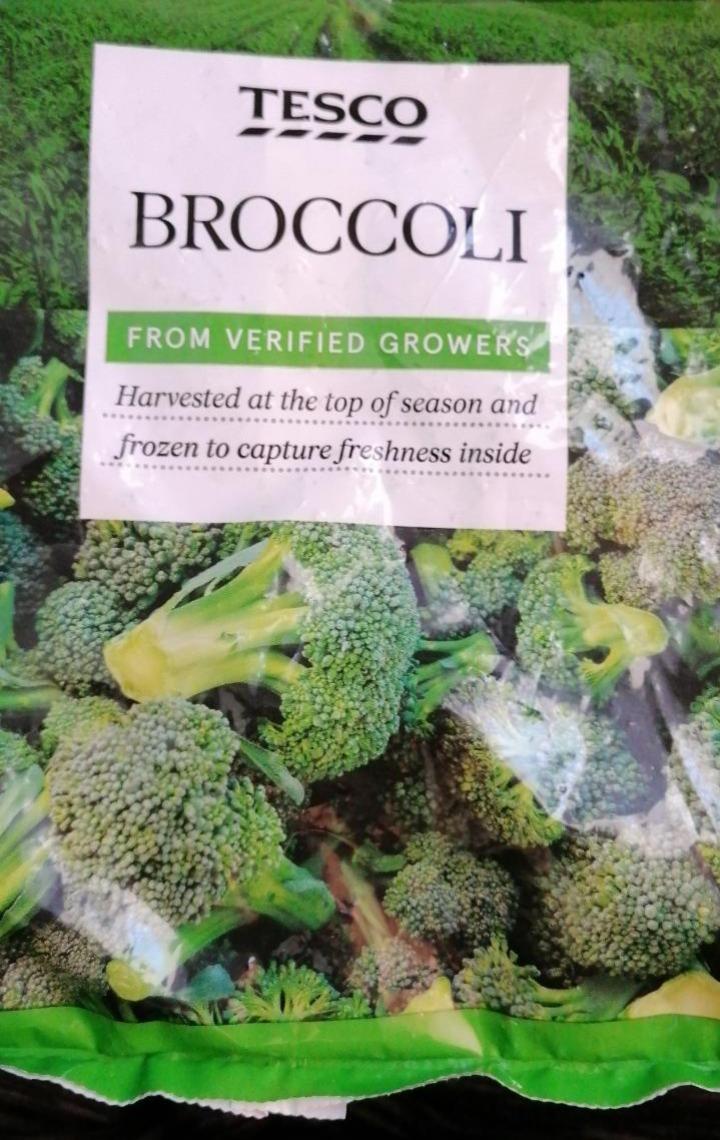 TESCO
BROCCOLI
FROM VERIFIED GROWERS
Harvested at the top of season and
frozen to capture freshness inside